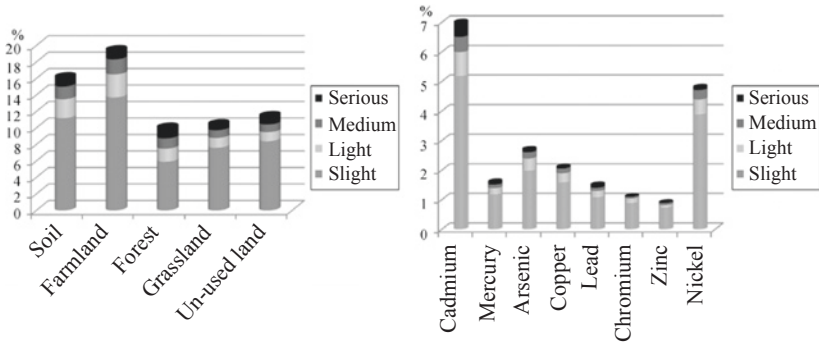 %
20
18
16
14
12
10
8
6
4
2
0
Soil
Farmland
Forest
Grassland
Un-used land
Serious
Medium
Light
Slight
%
7
6
5
4
3
2
1
0
Cadmium
Mercury
Arsenic
Copper
Lead
Chromium
Zinc
Nickel
Serious
Medium
Light
Slight